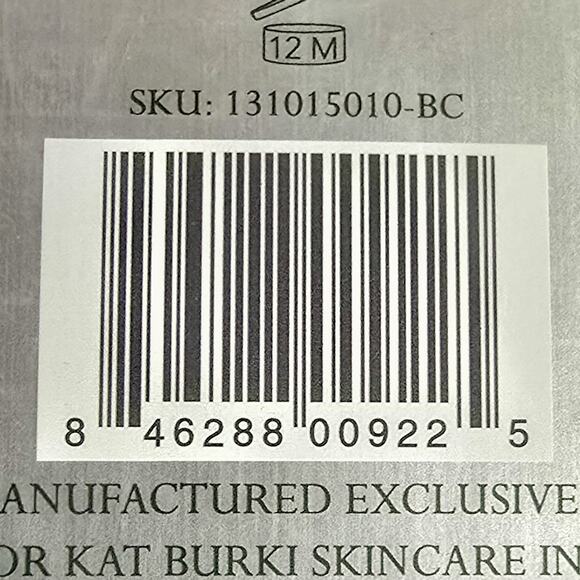 12 M
SKU: 131015010-BC
8 46288 00922 5
ANUFACTURED EXCLUSIVE
OR KAT BURKI SKINCARE IN